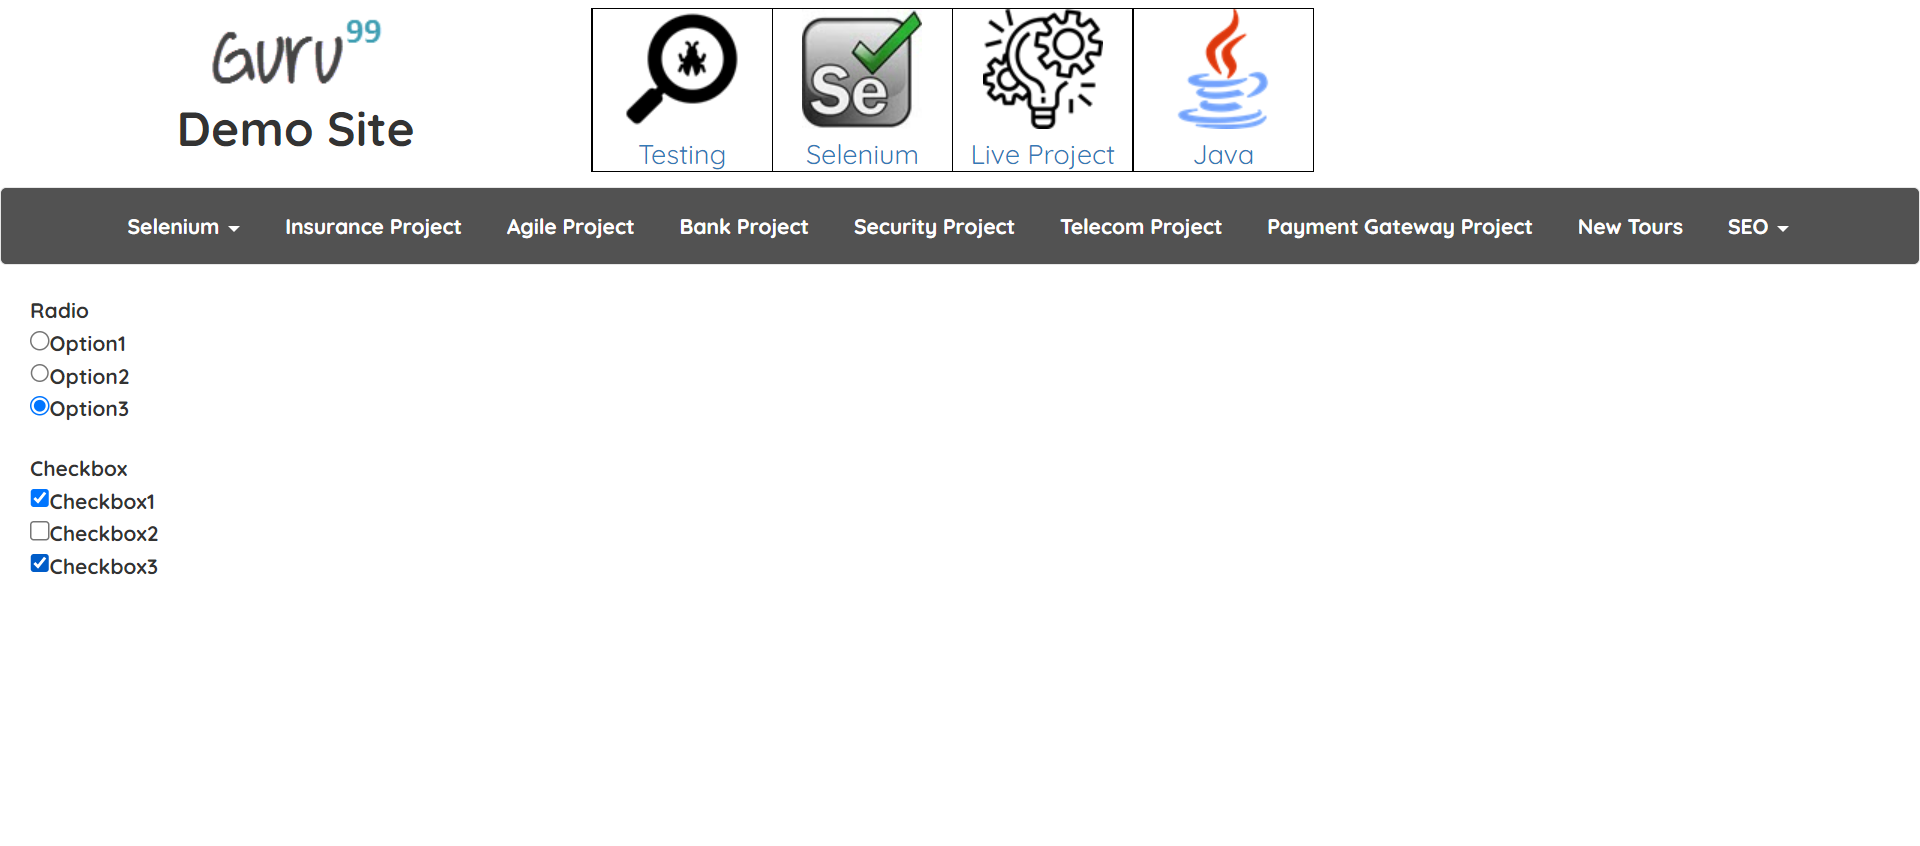 Guru99
Demo Site
Se
Testing Selenium Live Project Java
Selenium Insurance Project Agile Project Bank Project Security Project Telecom Project Payment Gateway Project New Tours SEO
Radio
Option1
Option2
Option3
Checkbox
Checkbox1
Checkbox2
Checkbox3